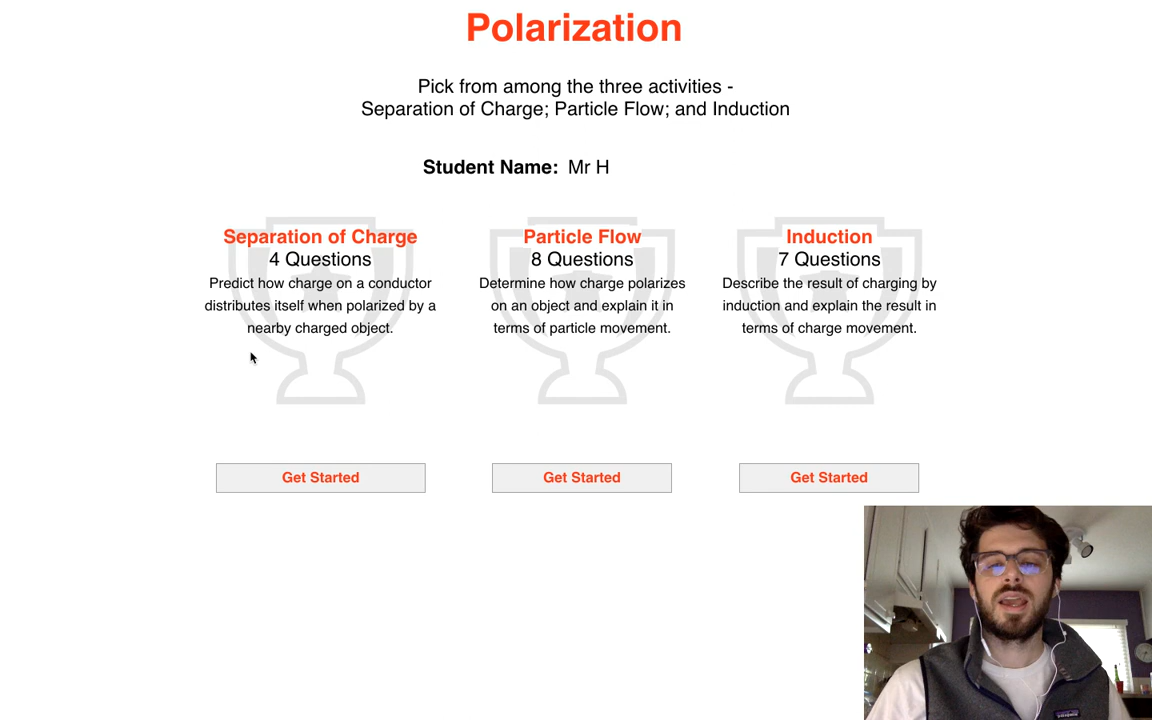 Polarization
Pick from among the three activities -
Separation of Charge; Particle Flow; and Induction
Student Name: Mr H
Separation of Charge
4 Questions
Predict how charge on a conductor
distributes itself when polarized by a
nearby charged object.
Get Started
Particle Flow
8 Questions
Determine how charge polarizes
on an object and explain it in
terms of particle movement.
Get Started
Induction
7 Questions
Describe the result of charging by
induction and explain the result in
terms of charge movement.
Get Started